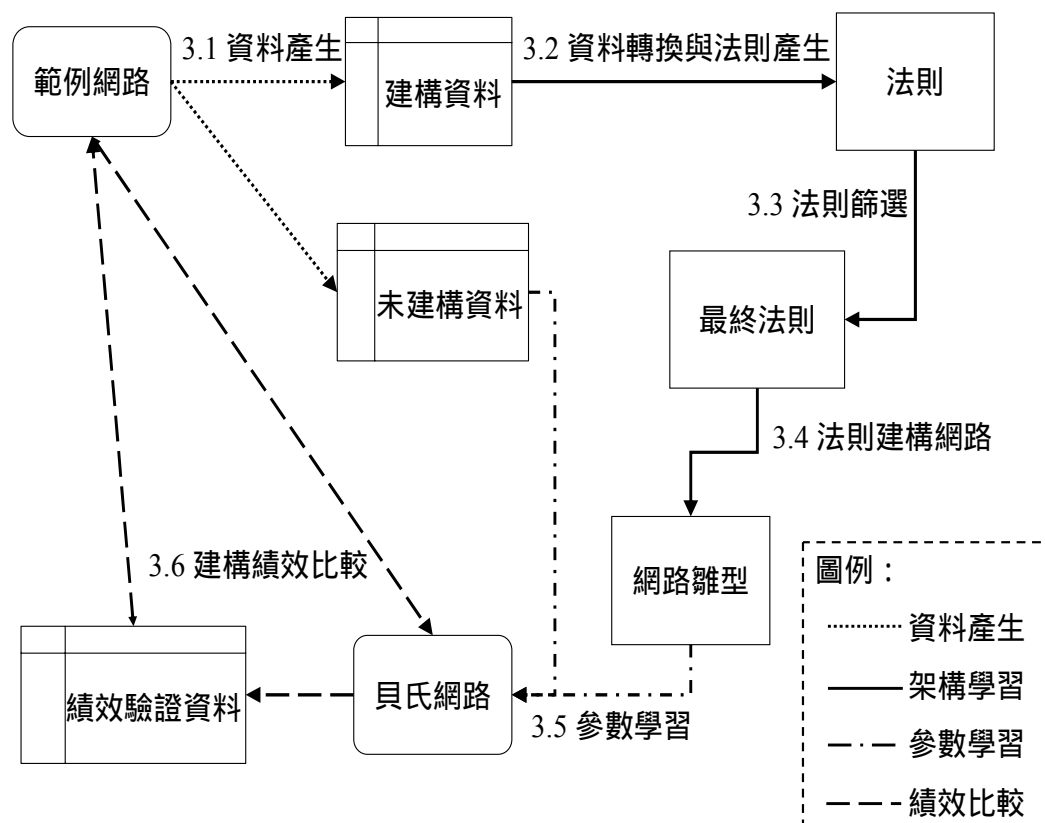 3.1 資料產生
3.2 資料轉換與法則產生
範例網路
建構資料
法則
3.3 法則篩選
未建構資料
最終法則
3.4 法則建構網路
3.6 建構績效比較
網路雛型
圖例：
資料產生
架構學習
參數學習
績效比較
績效驗證資料
貝氏網路
3.5 參數學習